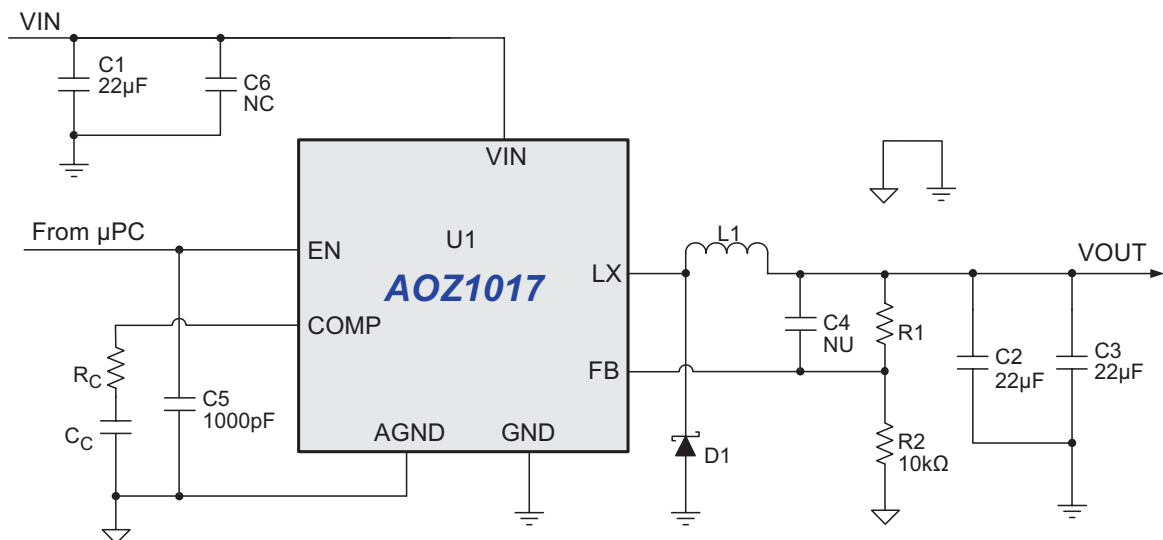 VIN
C1
22µF
C6
NC
VIN
From µPC
EN
U1
AOZ1017
LX
L1
VOUT
COMP
C4
NU
R1
RC
C5
1000pF
FB
C2
22µF
C3
22µF
CC
AGND
GND
D1
R2
10kΩ